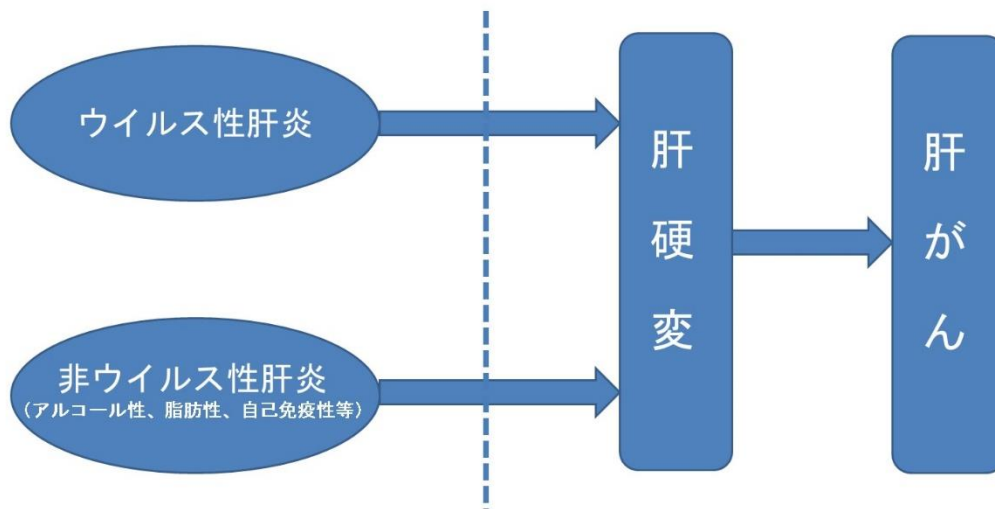 ウイルス性肝炎
非ウイルス性肝炎
（アルコール性、脂肪性、自己免疫性等）
肝硬変
肝がん